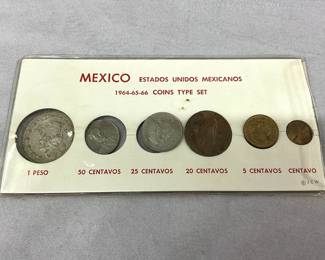 MEXICO ESTADOS UNIDOS MEXICANOS
1964-65-66 COINS TYPE SET
1 PESO 50 CENTAVOS 25 CENTAVOS 20 CENTAVOS 5 CENTAVOS CENTAVO